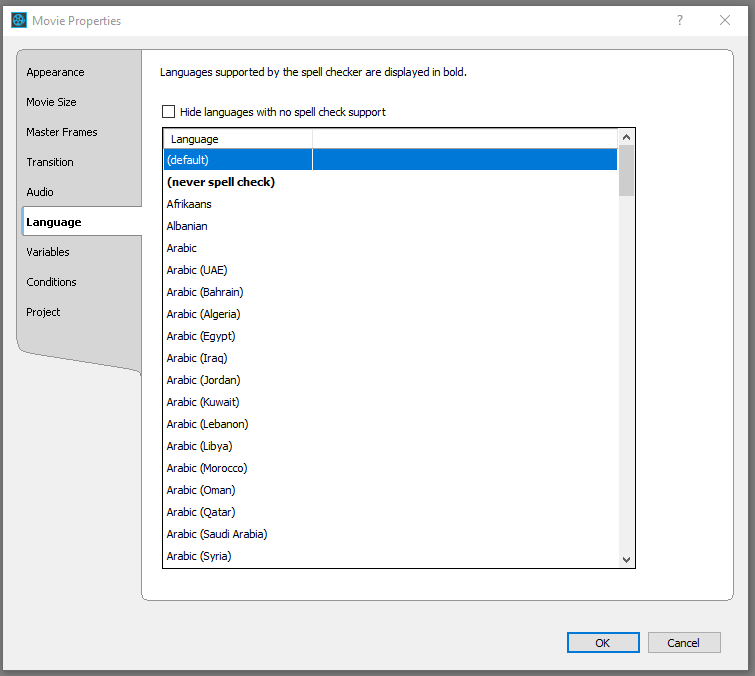 Movie Properties
?
Appearance
Movie Size
Master Frames
Transition
Audio
Language
Variables
Conditions
Project
Languages supported by the spell checker are displayed in bold.
Hide languages with no spell check support
Language
(default)
(never spell check)
Afrikaans
Albanian
Arabic
Arabic (UAE)
Arabic (Bahrain)
Arabic (Algeria)
Arabic (Egypt)
Arabic (Iraq)
Arabic (Jordan)
Arabic (Kuwait)
Arabic (Lebanon)
Arabic (Libya)
Arabic (Morocco)
Arabic (Oman)
Arabic (Qatar)
Arabic (Saudi Arabia)
Arabic (Syria)
OK
Cancel